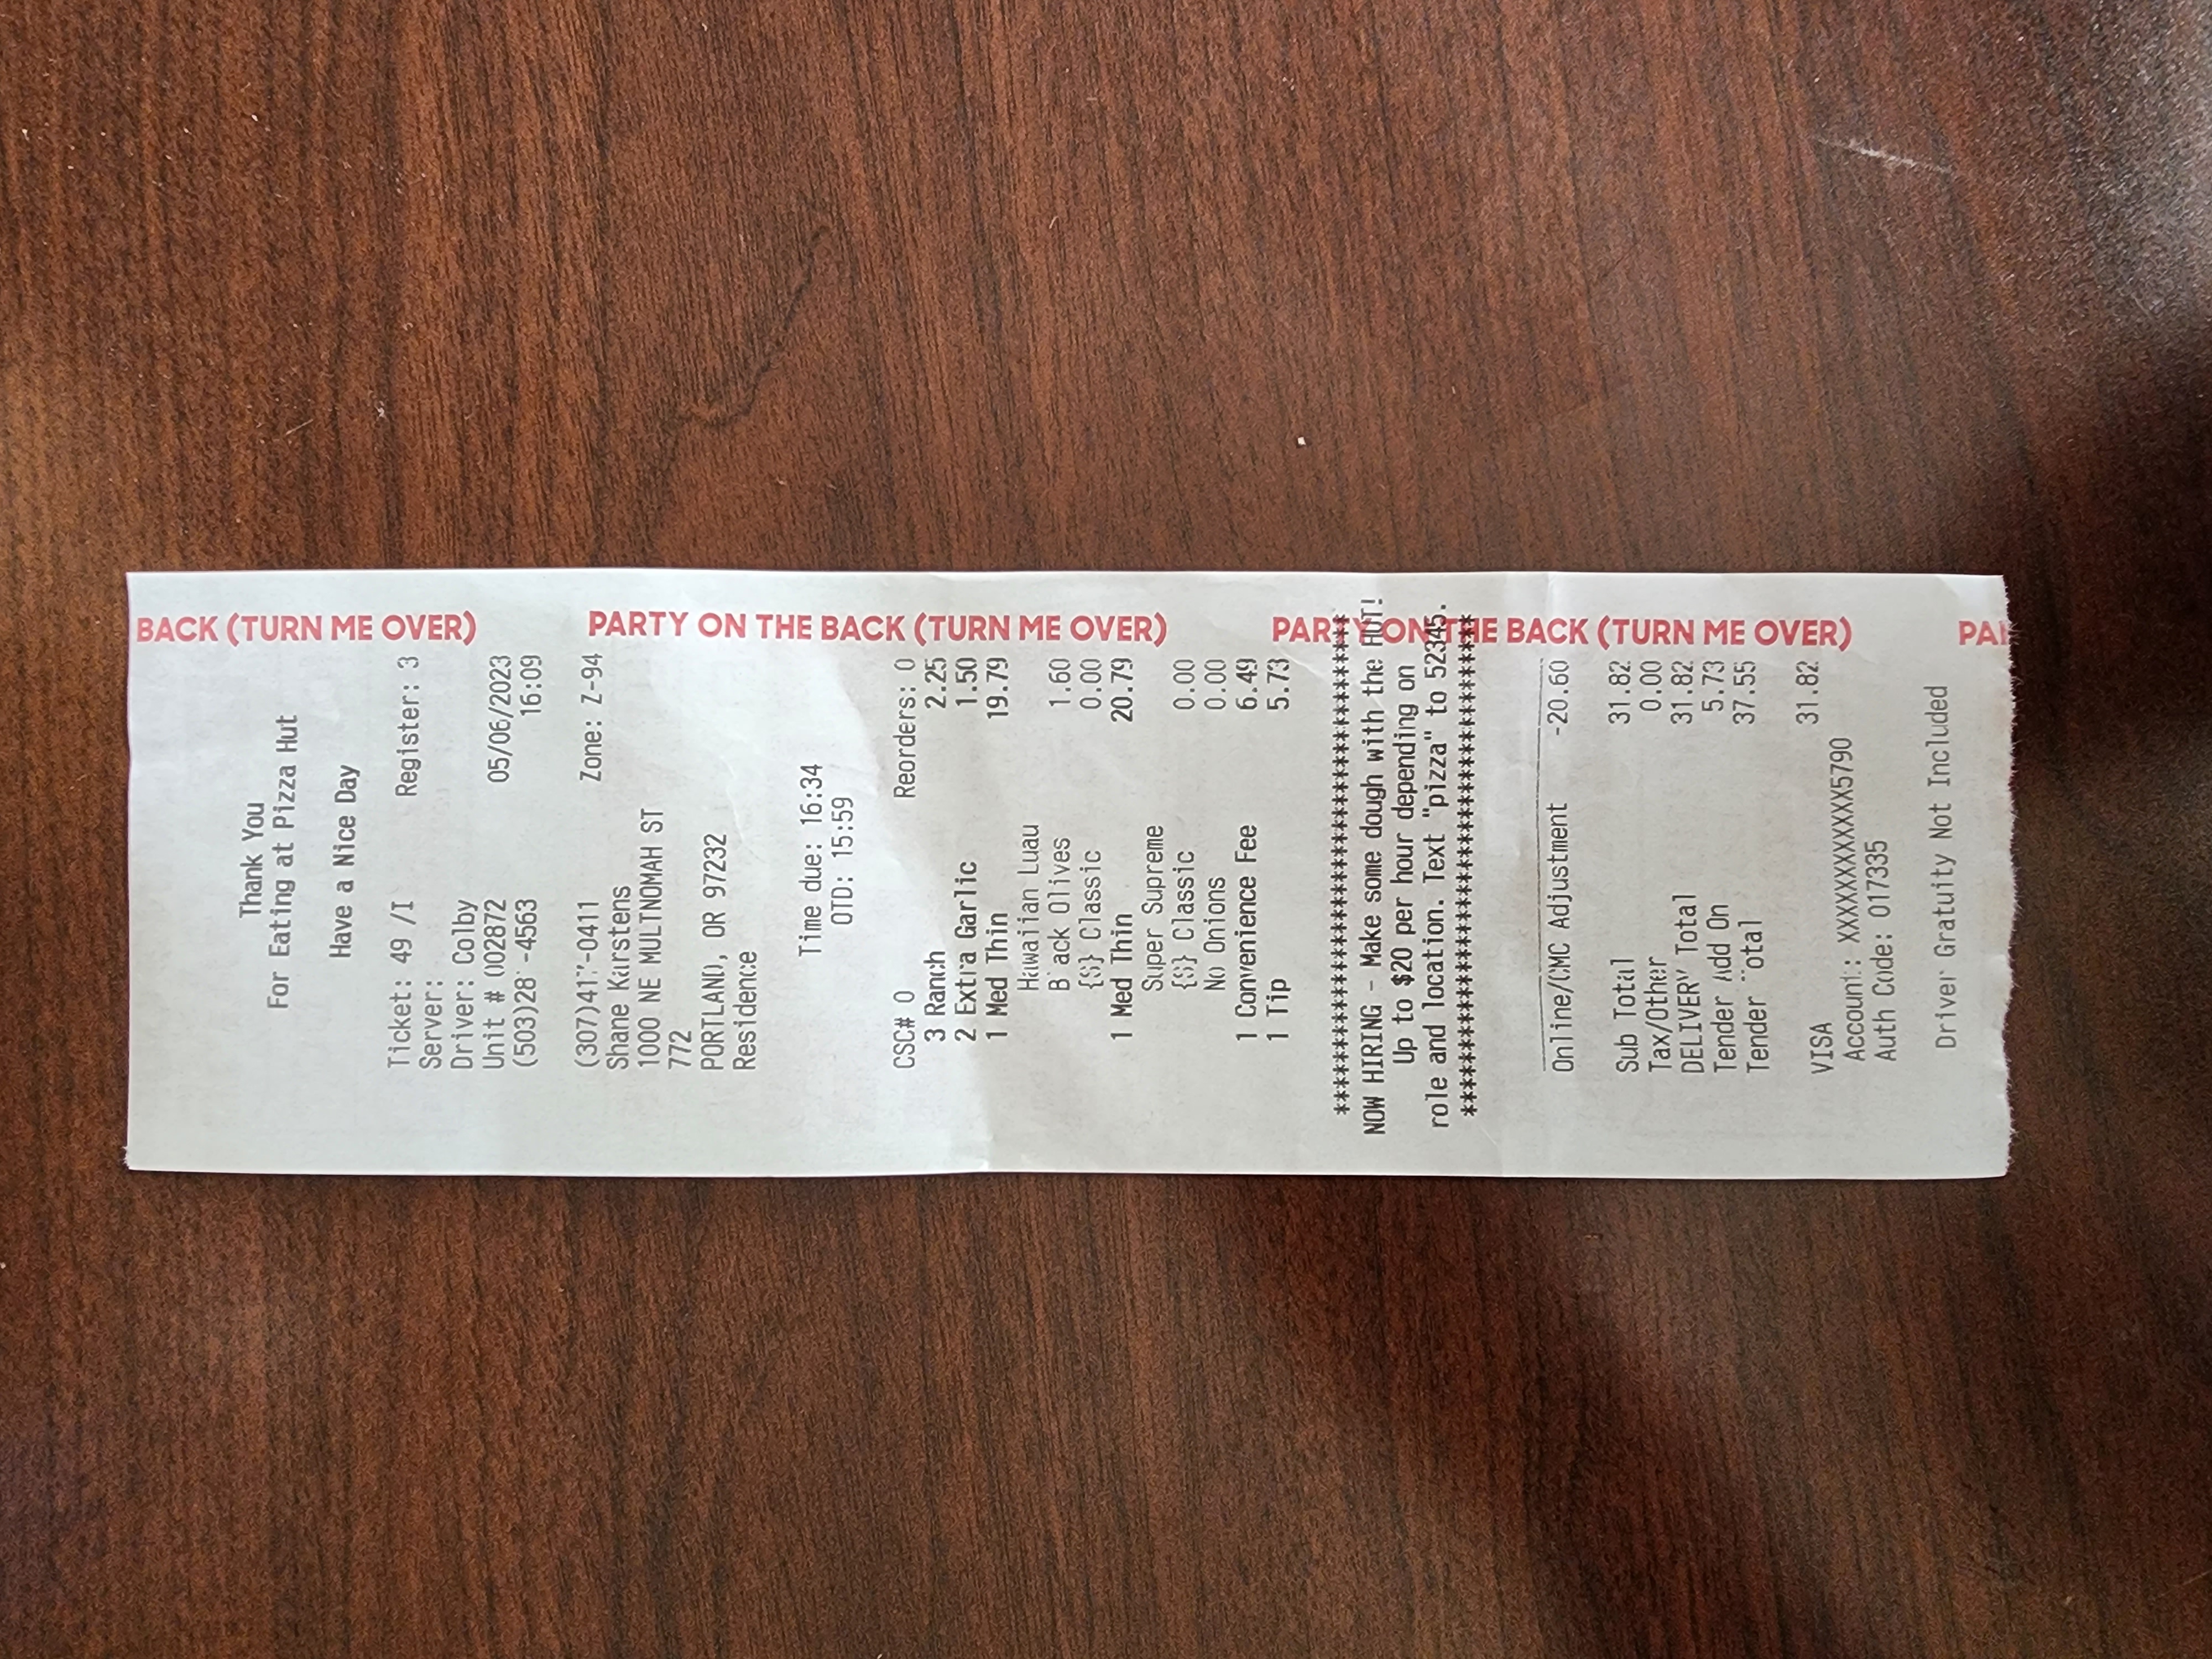 BACK (TURN ME OVER)
PARTY ON THE BACK (TURN ME OVER)
PARTY ON THE BACK (TURN ME OVER)
Thank You
For Eating at Pizza Hut
Have a Nice Day
Ticket: 49 /I Register: 3
Server:
Driver: Colby 05/06/2023
Unit # 002872 16:09
Zone: Z-94
Shane Karstens
1000 NE MULTNOMAH ST
772
PORTLAND, OR 97232
Residence
Time due: 16:34
OTD: 15:59
CSC# 0 Reorders: 0
3 Ranch 2.25
2 Extra Garlic 1.50
1 Med Thin 19.79
Hawaiian Luau
Black Olives 1.60
{S} Classic 0.00
1 Med Thin 20.79
Super Supreme
{S} Classic 0.00
No Onions 0.00
1 Convenience Fee 6.49
1 Tip 5.73
NOW HIRING - Make some dough with the HUT!
Up to $20 per hour depending on
role and location. Text "pizza" to 52345.
Online/CMC Adjustment -20.60
Sub Total 31.82
Tax/Other 0.00
DELIVERY Total 31.82
Tender Add On 5.73
Tender Total 37.55
VISA 31.82
Account: XXXXXXXXXXXX5790
Auth Code: 017335
Driver Gratuity Not Included